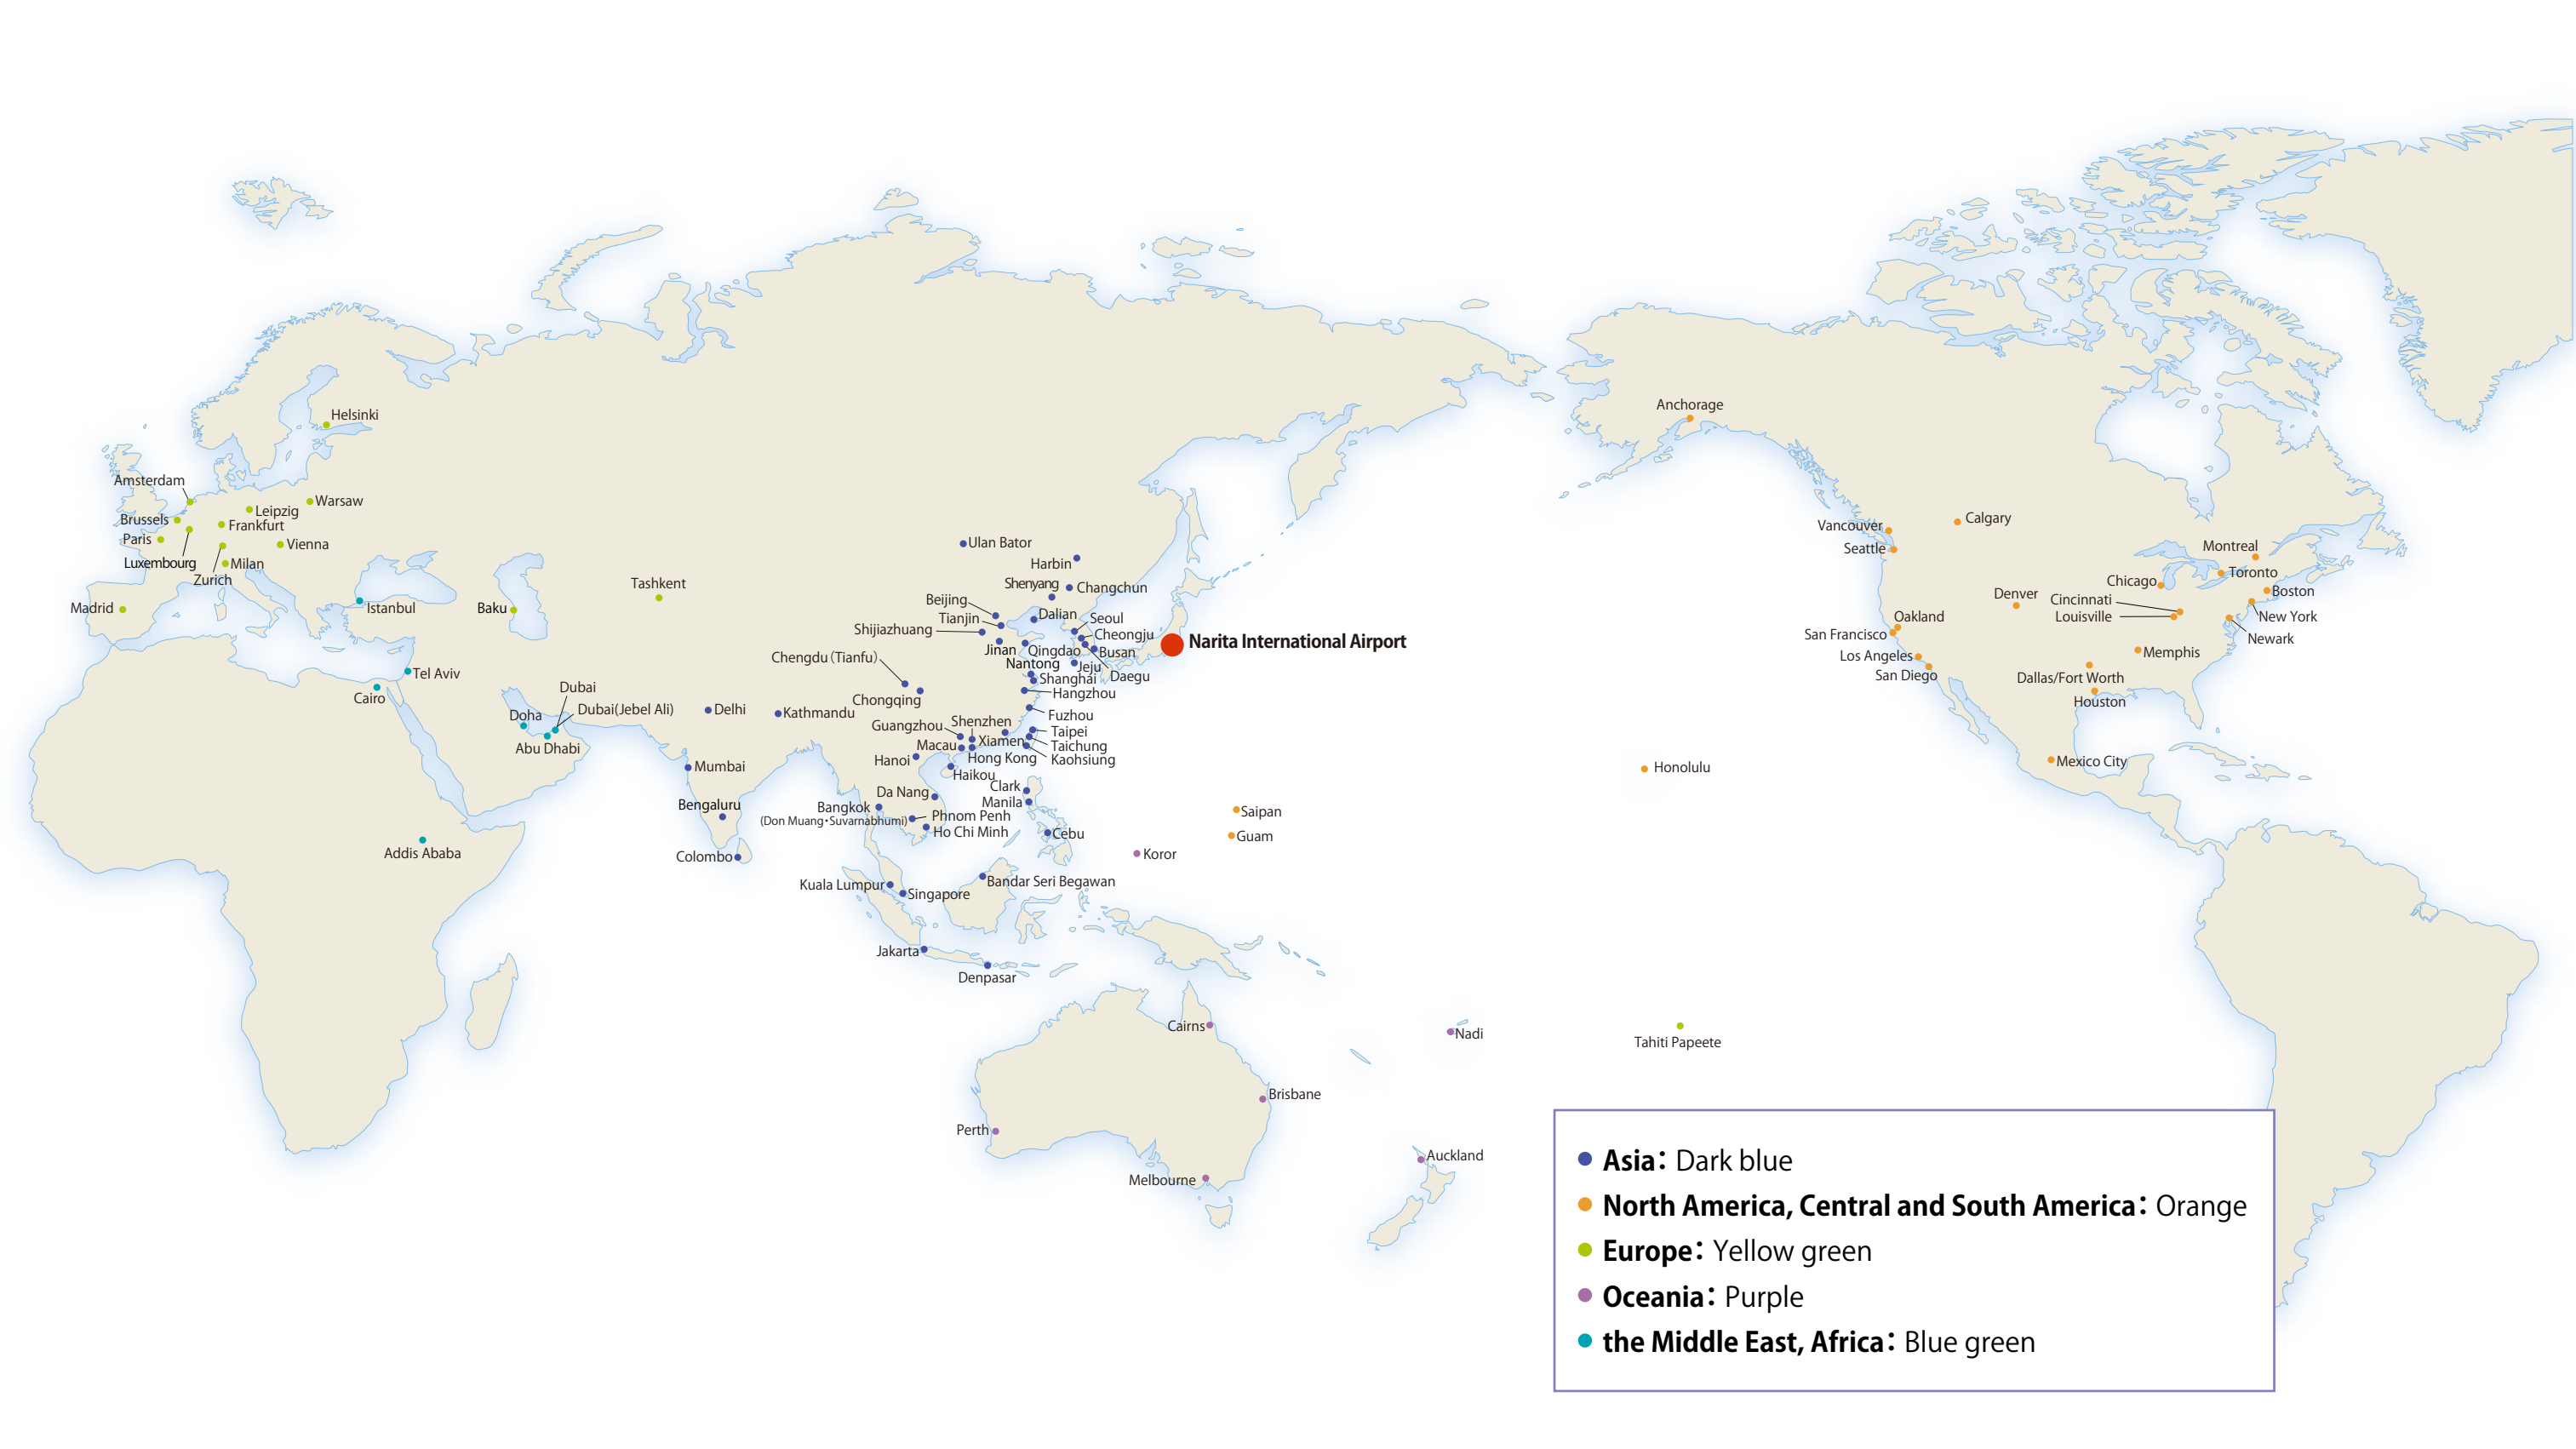 Helsinki
Amsterdam
Warsaw
Leipzig
Brussels
Frankfurt
Paris
Vienna
Luxembourg
Milan
Zurich
Madrid
Istanbul
Baku
Tashkent
Tel Aviv
Cairo
Dubai
Dubai(Jebel Ali)
Doha
Abu Dhabi
Addis Ababa
Ulan Bator
Harbin
Shenyang
Changchun
Beijing
Tianjin
Dalian
Seoul
Shijiazhuang
Cheongju
Jinan
Qingdao
Busan
Narita International Airport
Chengdu（Tianfu）
Nantong
Jeju
Daegu
Shanghai
Hangzhou
Chongqing
Delhi
Kathmandu
Fuzhou
Guangzhou
Shenzhen
Taipei
Macau
Xiamen
Taichung
Hanoi
Hong Kong
Kaohsiung
Haikou
Mumbai
Clark
Da Nang
Manila
Bengaluru
Bangkok
(Don Muang・Suvarnabhumi)
Phnom Penh
Ho Chi Minh
Cebu
Colombo
Kuala Lumpur
Singapore
Bandar Seri Begawan
Jakarta
Denpasar
Saipan
Guam
Koror
Honolulu
Cairns
Nadi
Tahiti Papeete
Brisbane
Perth
Melbourne
Auckland
Anchorage
Vancouver
Calgary
Seattle
Montreal
Toronto
Chicago
Boston
Denver
Cincinnati
Louisville
New York
Newark
Oakland
San Francisco
Los Angeles
San Diego
Memphis
Dallas/Fort Worth
Houston
Mexico City
Asia： Dark blue
North America, Central and South America： Orange
Europe： Yellow green
Oceania： Purple
the Middle East, Africa： Blue green